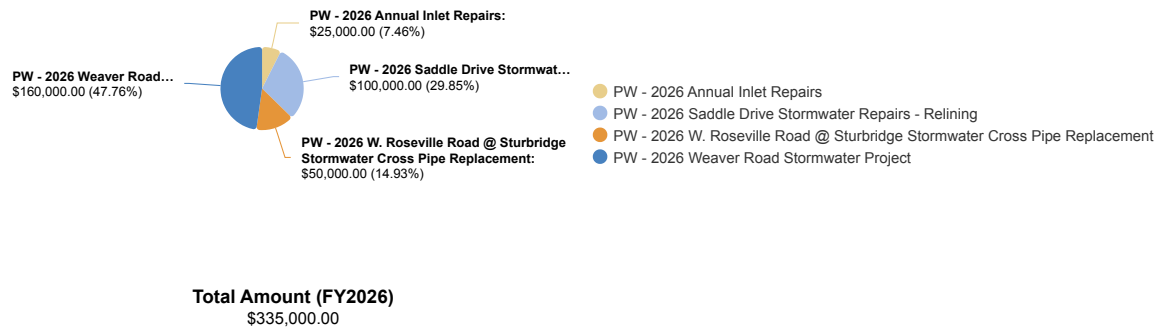 PW - 2026 Annual Inlet Repairs:
$25,000.00 (7.46%)
PW - 2026 Saddle Drive Stormwat…
$100,000.00 (29.85%)
PW - 2026 Weaver Road…
$160,000.00 (47.76%)
PW - 2026 W. Roseville Road @ Sturbridge
Stormwater Cross Pipe Replacement:
$50,000.00 (14.93%)
PW - 2026 Annual Inlet Repairs
PW - 2026 Saddle Drive Stormwater Repairs - Relining
PW - 2026 W. Roseville Road @ Sturbridge Stormwater Cross Pipe Replacement
PW - 2026 Weaver Road Stormwater Project
Total Amount (FY2026)
$335,000.00